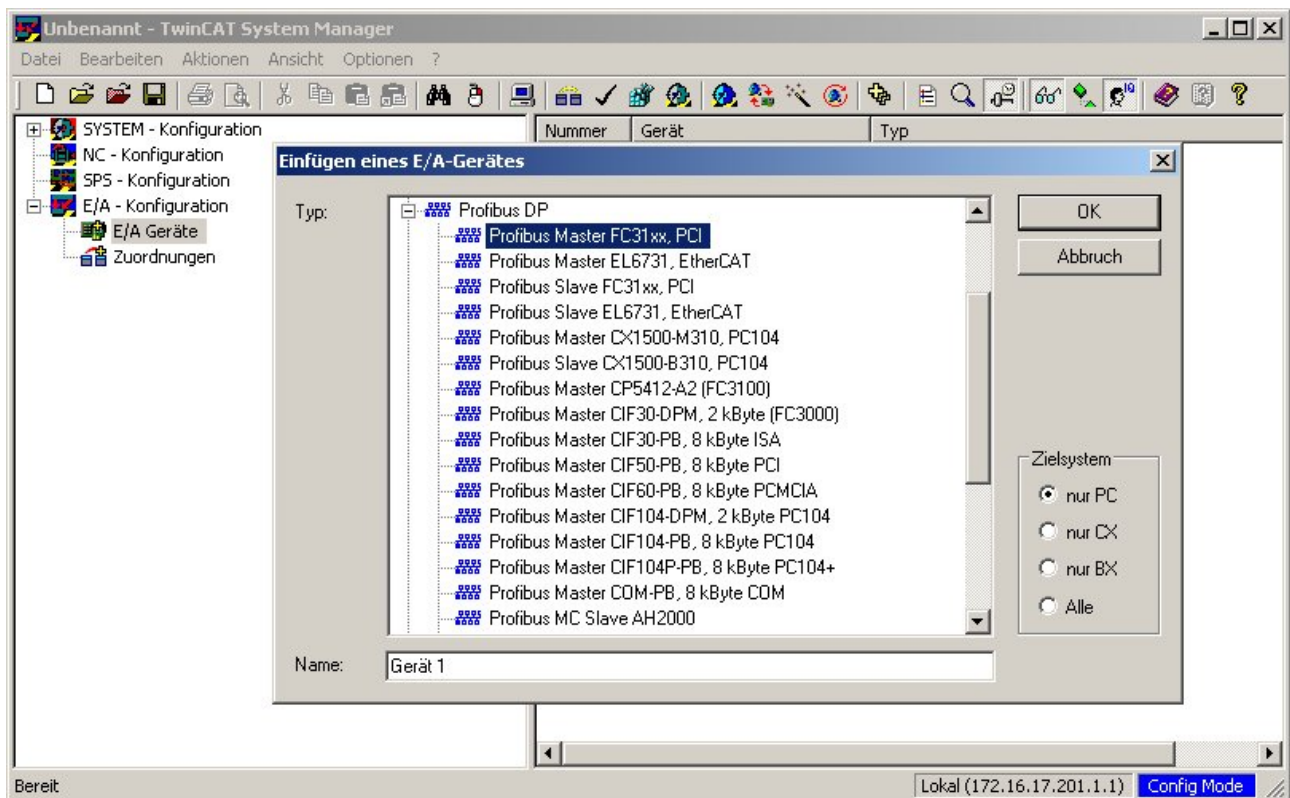 Unbenannt - TwinCAT System Manager
Datei Bearbeiten Aktionen Ansicht Optionen ?
SYSTEM - Konfiguration
NC - Konfiguration
SPS - Konfiguration
E/A - Konfiguration
E/A Geräte
Zuordnungen
Nummer Gerät Typ
Einfügen eines E/A-Gerätes
Typ:
Profibus DP
Profibus Master FC31xx, PCI
Profibus Master EL6731, EtherCAT
Profibus Slave FC31xx, PCI
Profibus Slave EL6731, EtherCAT
Profibus Master CX1500-M310, PC104
Profibus Slave CX1500-B310, PC104
Profibus Master CP5412-A2 (FC3100)
Profibus Master CIF30-DPM, 2 kByte (FC3000)
Profibus Master CIF30-PB, 8 kByte ISA
Profibus Master CIF50-PB, 8 kByte PCI
Profibus Master CIF60-PB, 8 kByte PCMCIA
Profibus Master CIF104-DPM, 2 kByte PC104
Profibus Master CIF104-PB, 8 kByte PC104
Profibus Master CIF104P-PB, 8 kByte PC104+
Profibus Master COM-PB, 8 kByte COM
Profibus MC Slave AH2000
OK
Abbruch
Zielsystem
nur PC
nur CX
nur BX
Alle
Name: Gerät 1
Bereit
Lokal (172.16.17.201.1.1) Config Mode